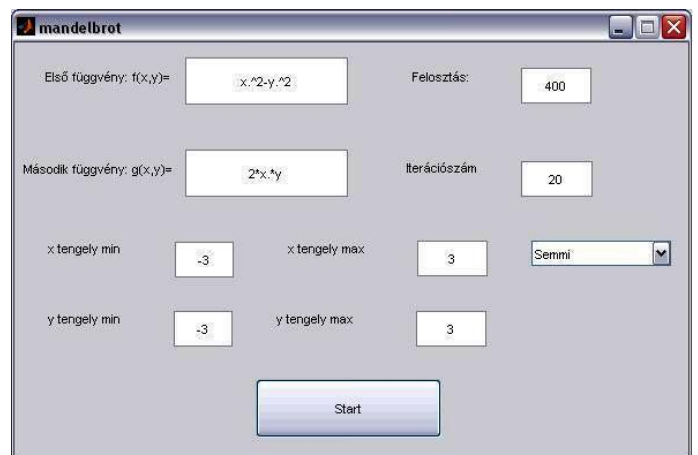 mandelbrot
Első függvény: f(x,y)= x.^2-y.^2 Felosztás: 400
Második függvény: g(x,y)= 2*x.*y Iterációszám 20
x tengely min -3 x tengely max 3 Semmi
y tengely min -3 y tengely max 3
Start